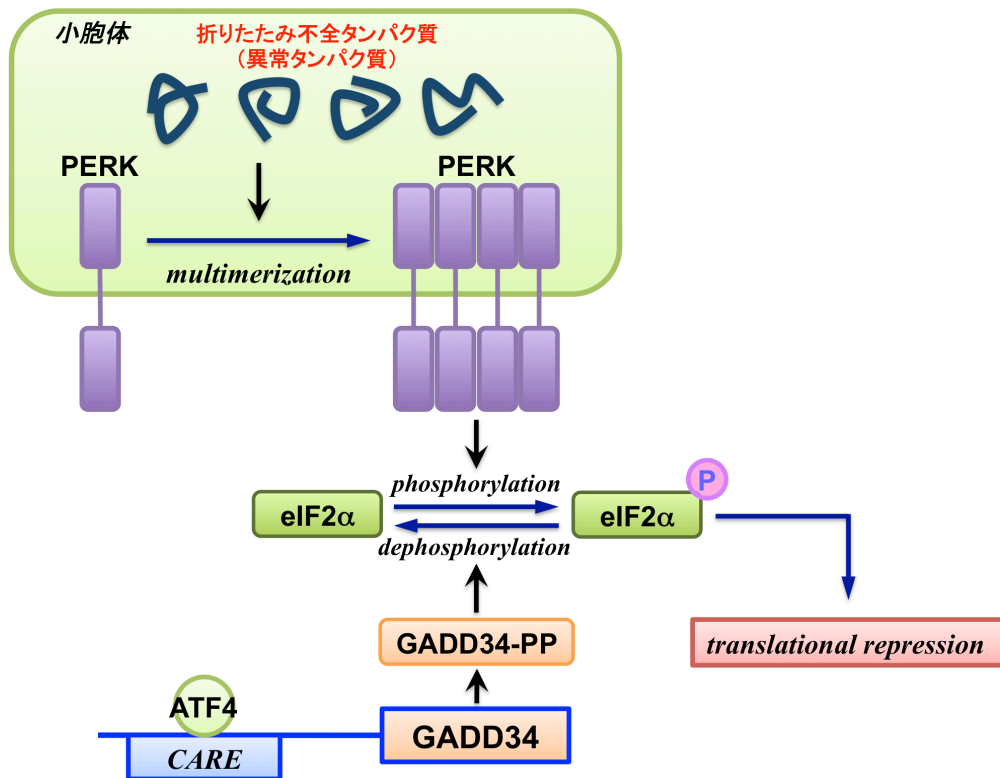 小胞体
折りたたみ不全タンパク質
（異常タンパク質）
PERK
PERK
multimerization
phosphorylation
P
eIF2α
eIF2α
dephosphorylation
GADD34-PP
translational repression
ATF4
GADD34
CARE